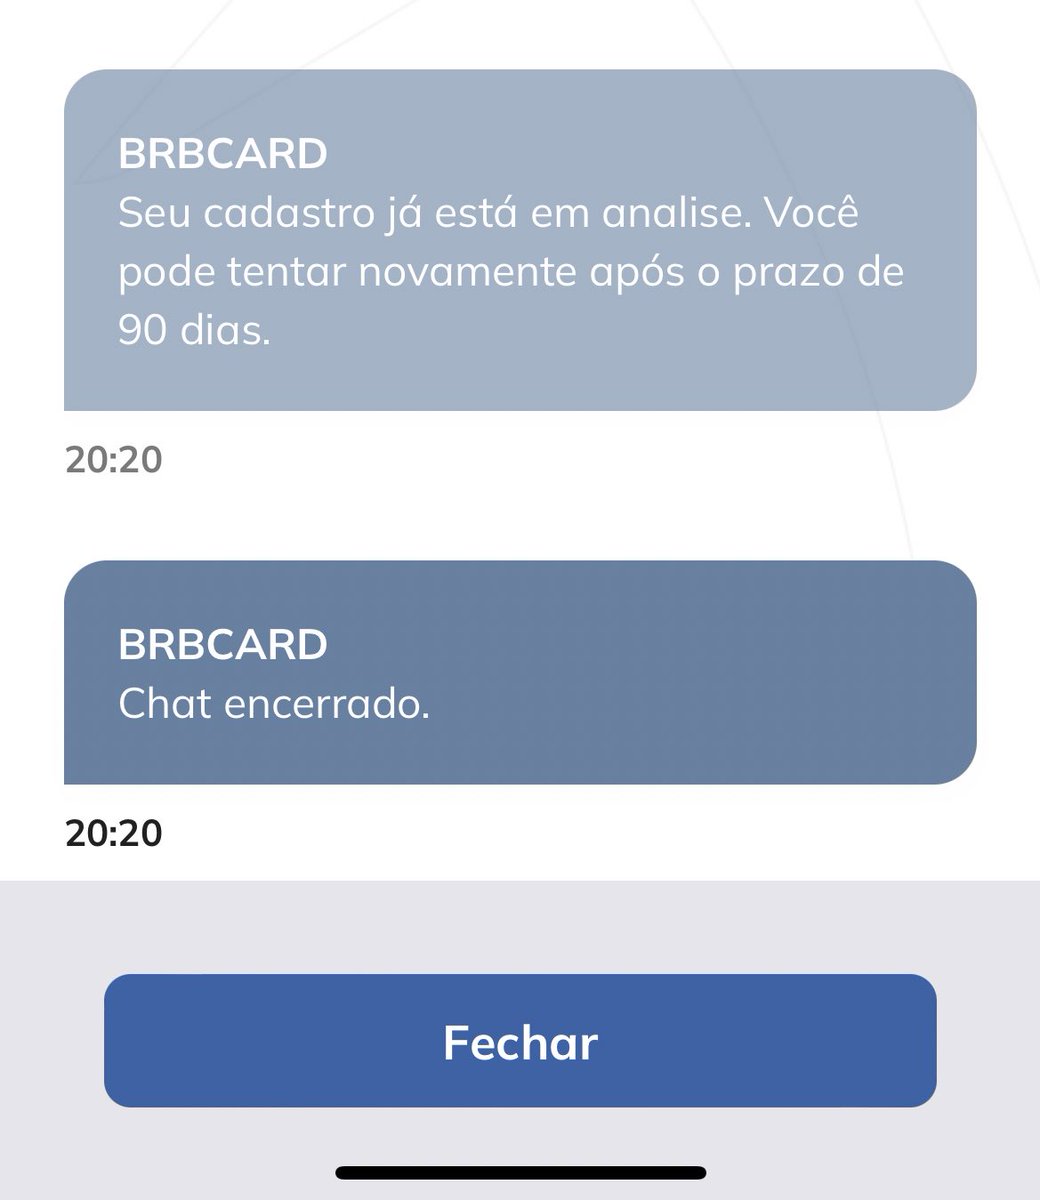 BRBCARD
Seu cadastro já está em analise. Você
pode tentar novamente após o prazo de
90 dias.
20:20
BRBCARD
Chat encerrado.
20:20
Fechar